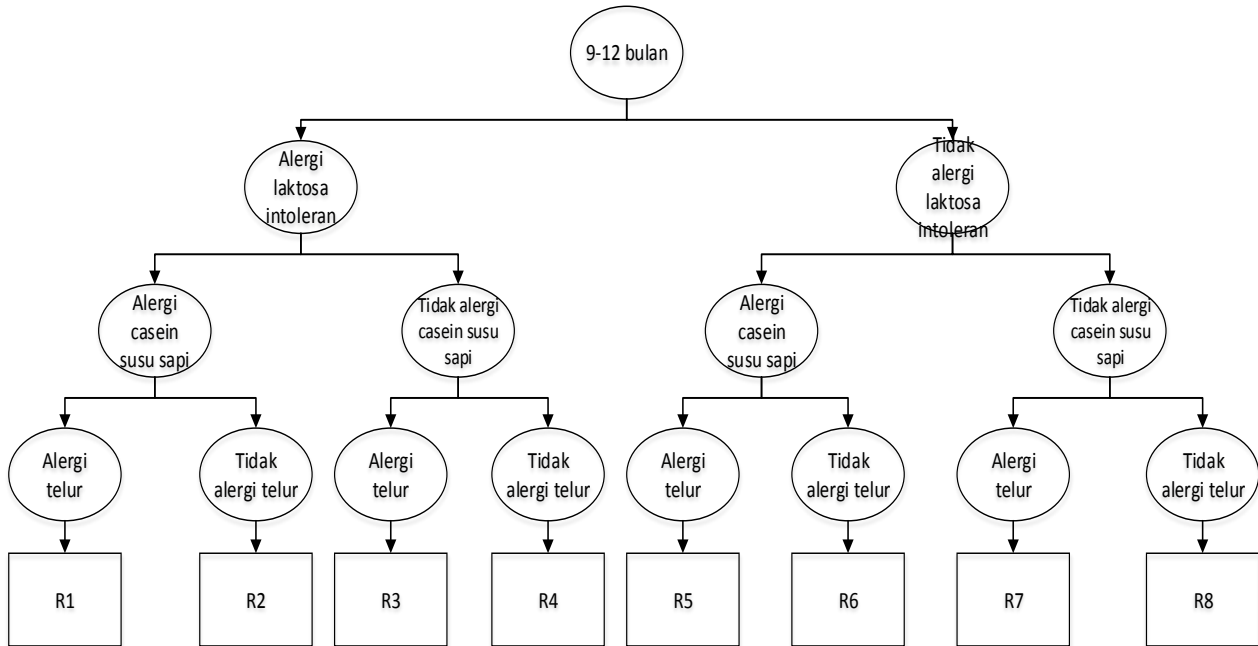 9-12 bulan
Alergi
laktosa
intoleran
Tidak
alergi
laktosa
intoleran
Alergi
casein
susu sapi
Tidak alergi
casein susu
sapi
Alergi
casein
susu sapi
Tidak alergi
casein susu
sapi
Alergi
telur
Tidak
alergi telur
Alergi
telur
Tidak
alergi telur
Alergi
telur
Tidak
alergi telur
Alergi
telur
Tidak
alergi telur
R1
R2
R3
R4
R5
R6
R7
R8